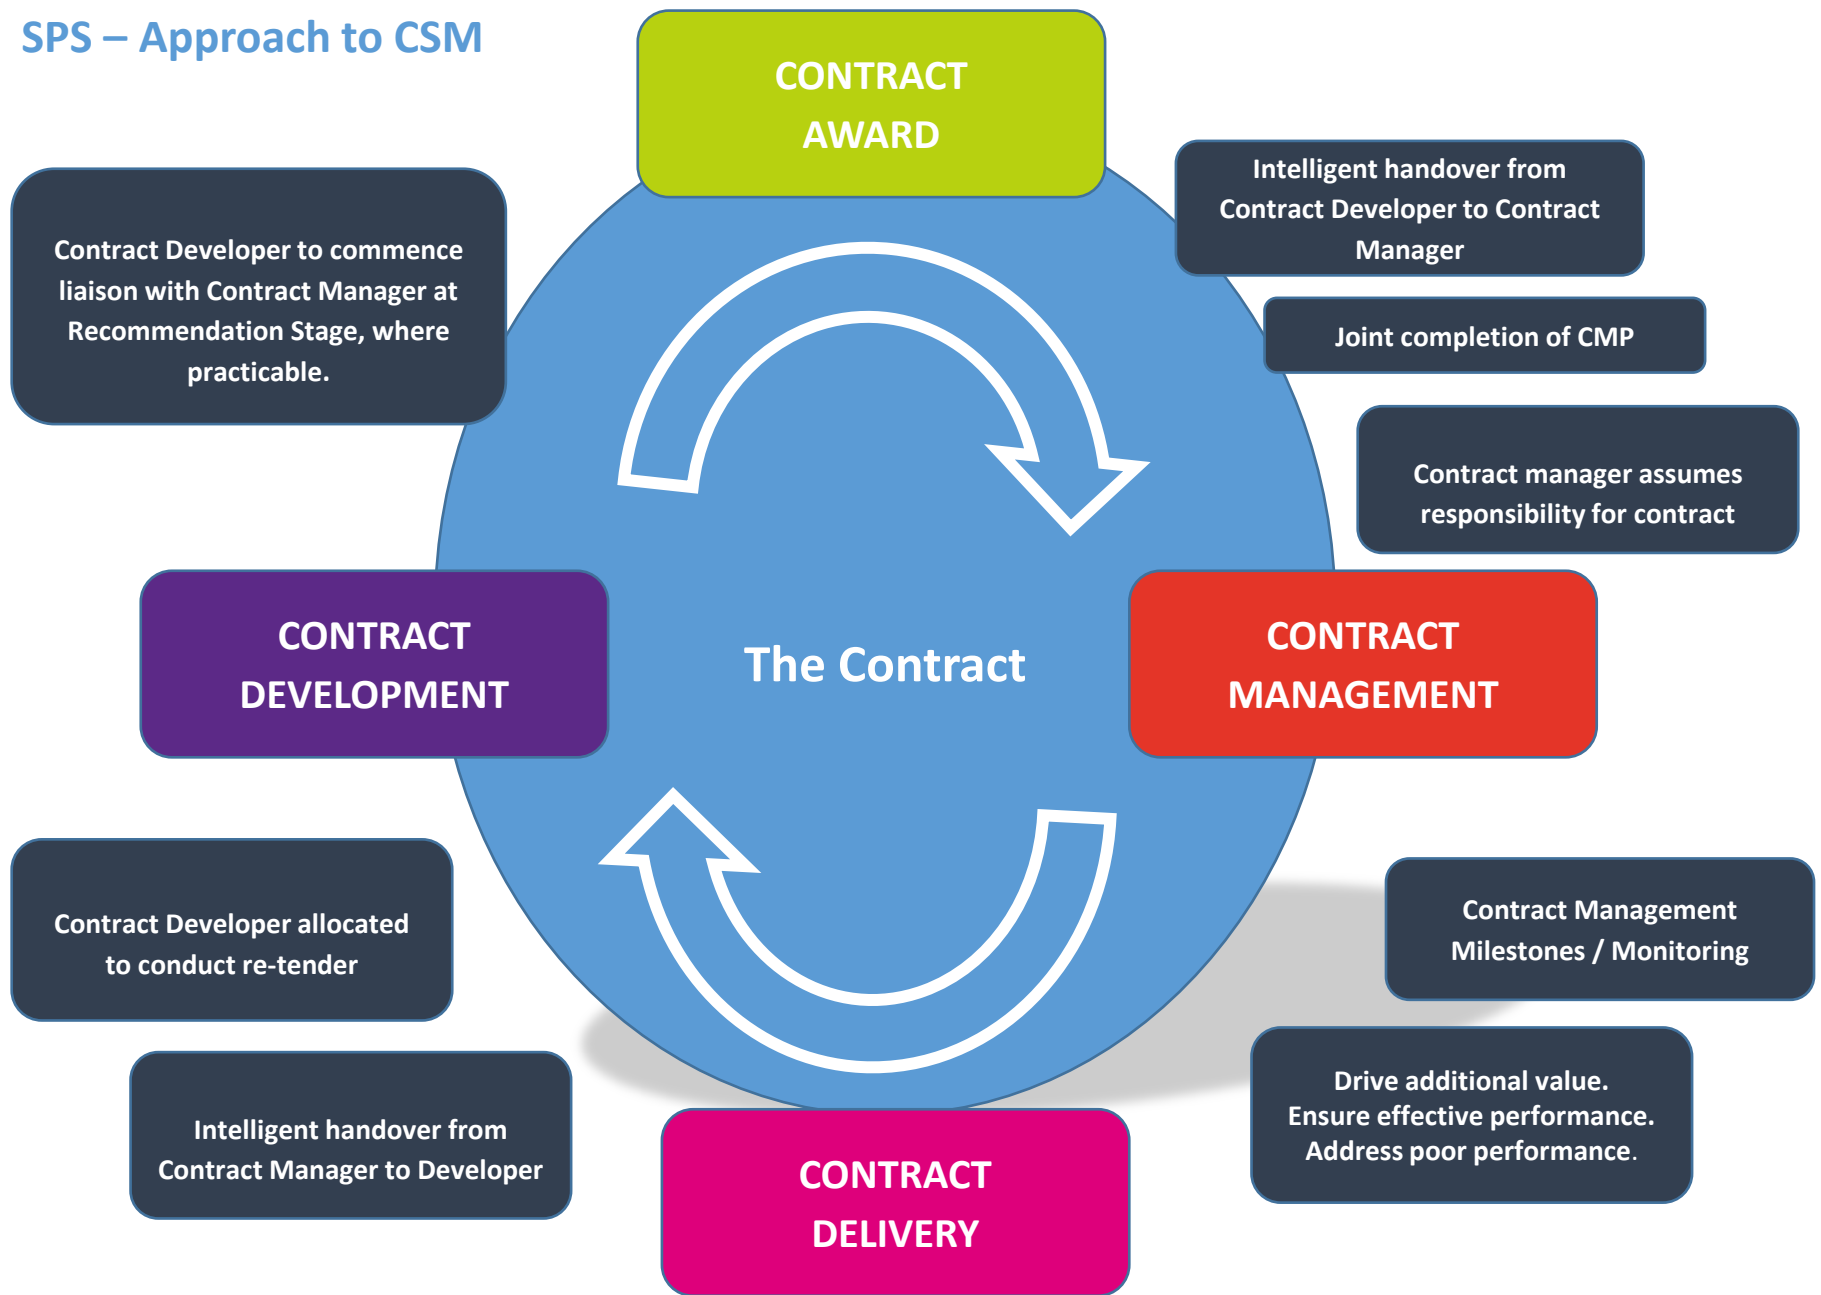 SPS – Approach to CSM
CONTRACT
AWARD
Intelligent handover from
Contract Developer to Contract
Manager
Joint completion of CMP
Contract manager assumes
responsibility for contract
CONTRACT
MANAGEMENT
Contract Management
Milestones / Monitoring
Drive additional value.
Ensure effective performance.
Address poor performance.
CONTRACT
DELIVERY
Intelligent handover from
Contract Manager to Developer
Contract Developer allocated
to conduct re-tender
CONTRACT
DEVELOPMENT
Contract Developer to commence
liaison with Contract Manager at
Recommendation Stage, where
practicable.
The Contract